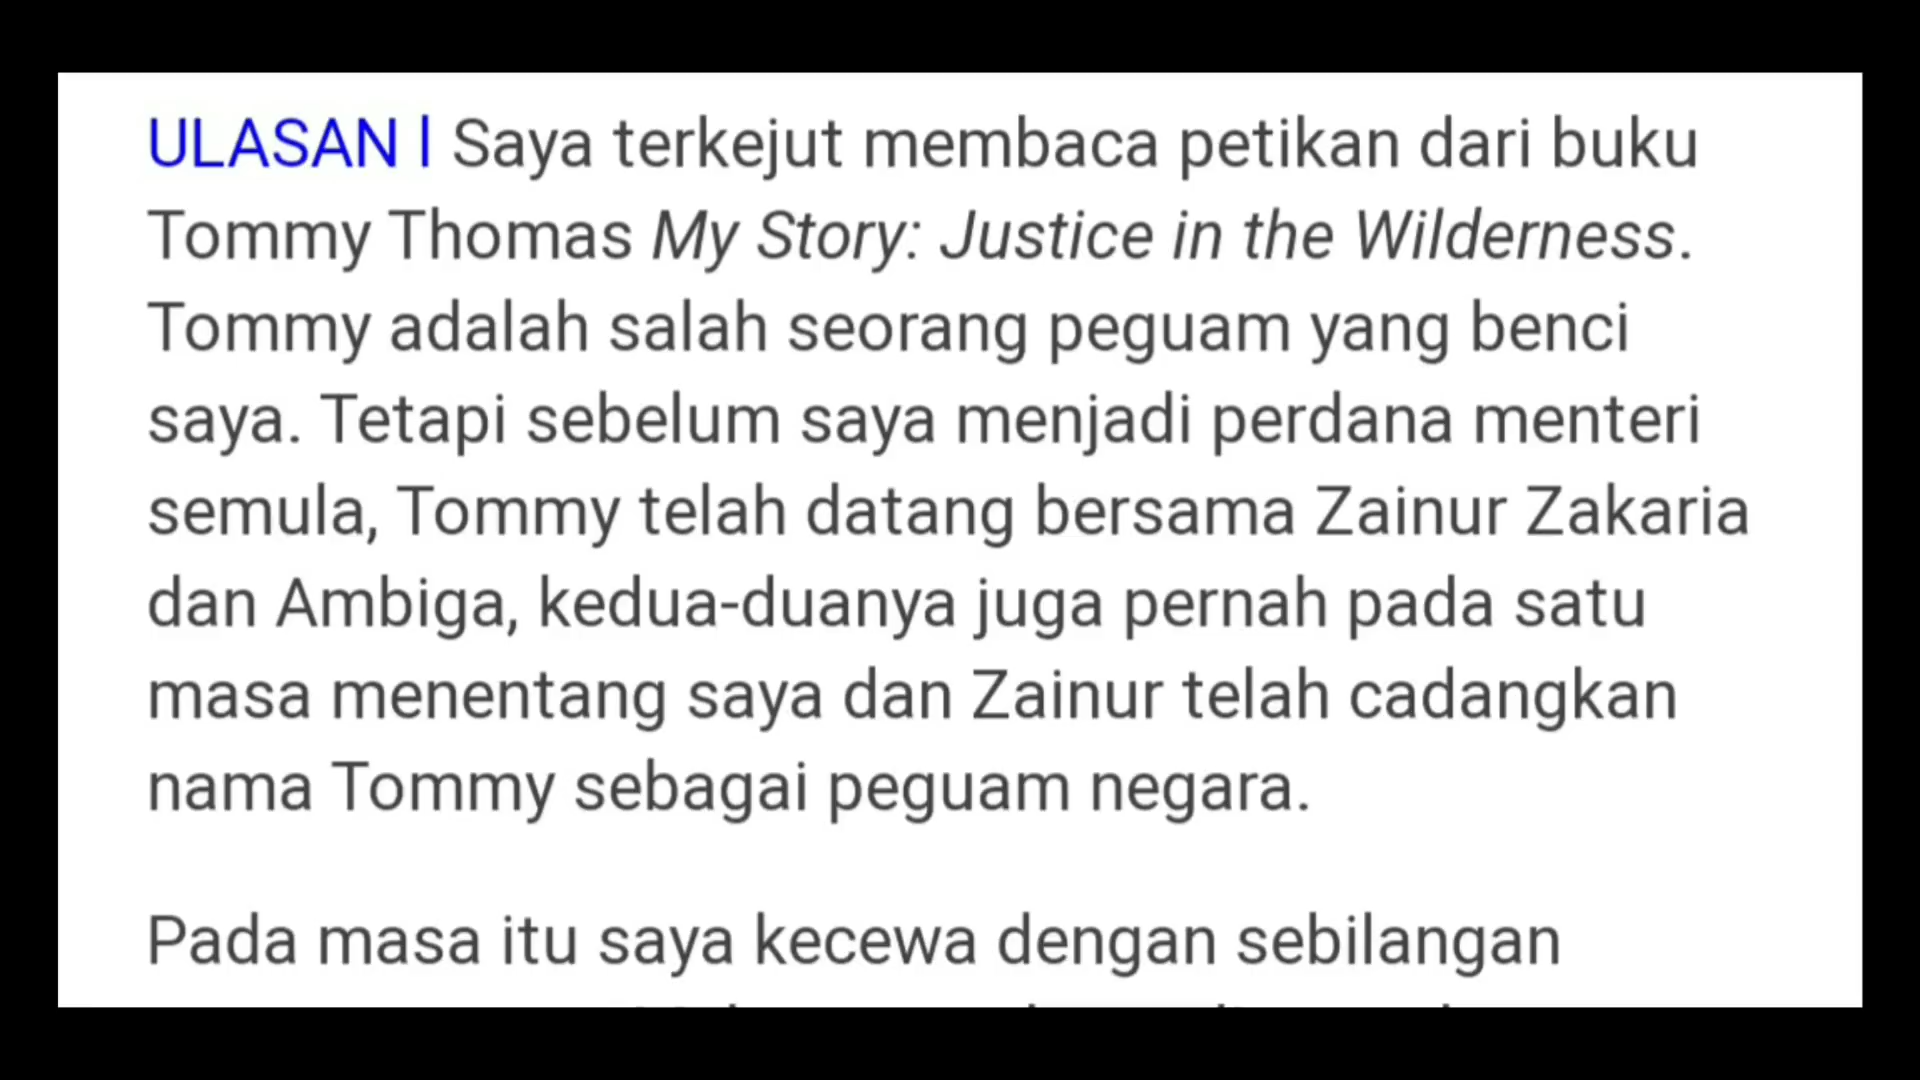 ULASAN | Saya terkejut membaca petikan dari buku
Tommy Thomas My Story: Justice in the Wilderness.
Tommy adalah salah seorang peguam yang benci
saya. Tetapi sebelum saya menjadi perdana menteri
semula, Tommy telah datang bersama Zainur Zakaria
dan Ambiga, kedua-duanya juga pernah pada satu
masa menentang saya dan Zainur telah cadangkan
nama Tommy sebagai peguam negara.
Pada masa itu saya kecewa dengan sebilangan